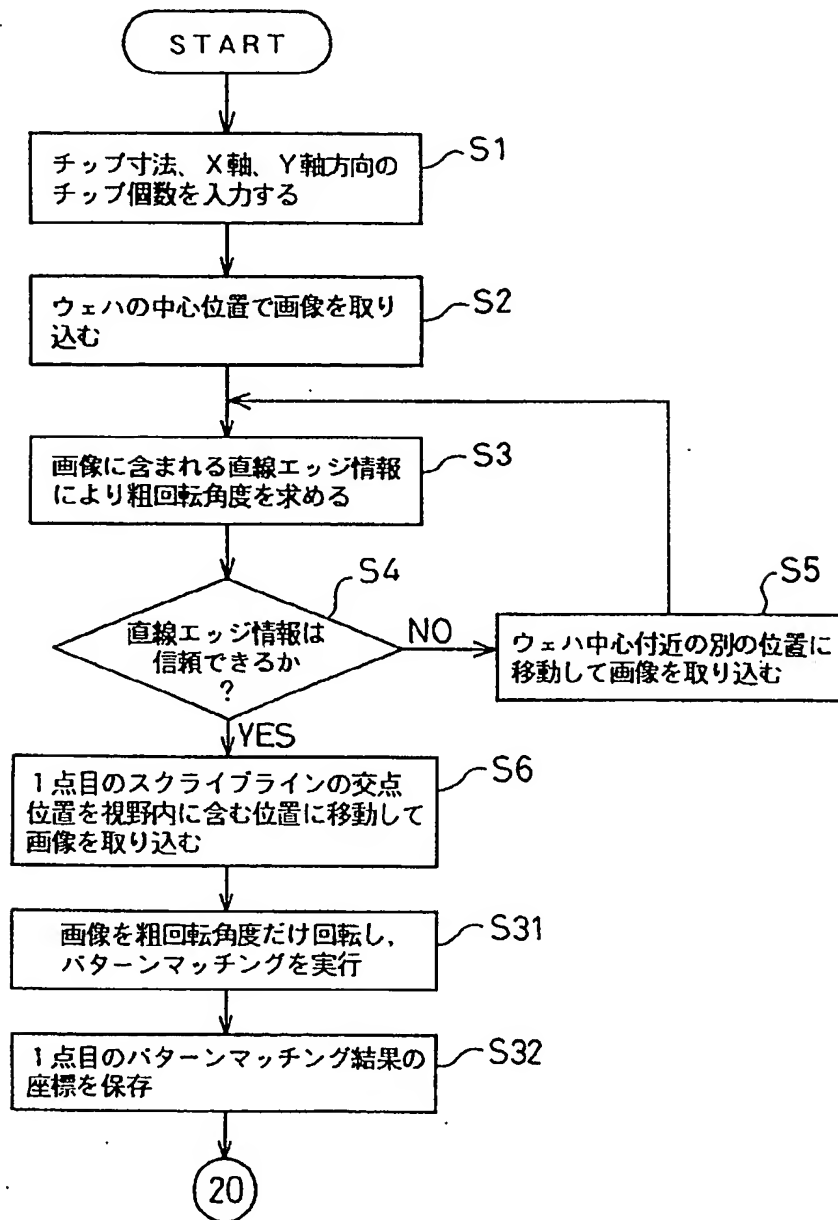 START
チップ寸法、X軸、Y軸方向の
チップ個数を入力する
S1
ウェハの中心位置で画像を取り
込む
S2
画像に含まれる直線エッジ情報
により粗回転角度を求める
S3
直線エッジ情報は
信頼できるか
?
S4
NO
ウェハ中心付近の別の位置に
移動して画像を取り込む
S5
YES
1点目のスクライブラインの交点
位置を視野内に含む位置に移動して
画像を取り込む
S6
画像を粗回転角度だけ回転し,
パターンマッチングを実行
S31
1点目のパターンマッチング結果の
座標を保存
S32
20